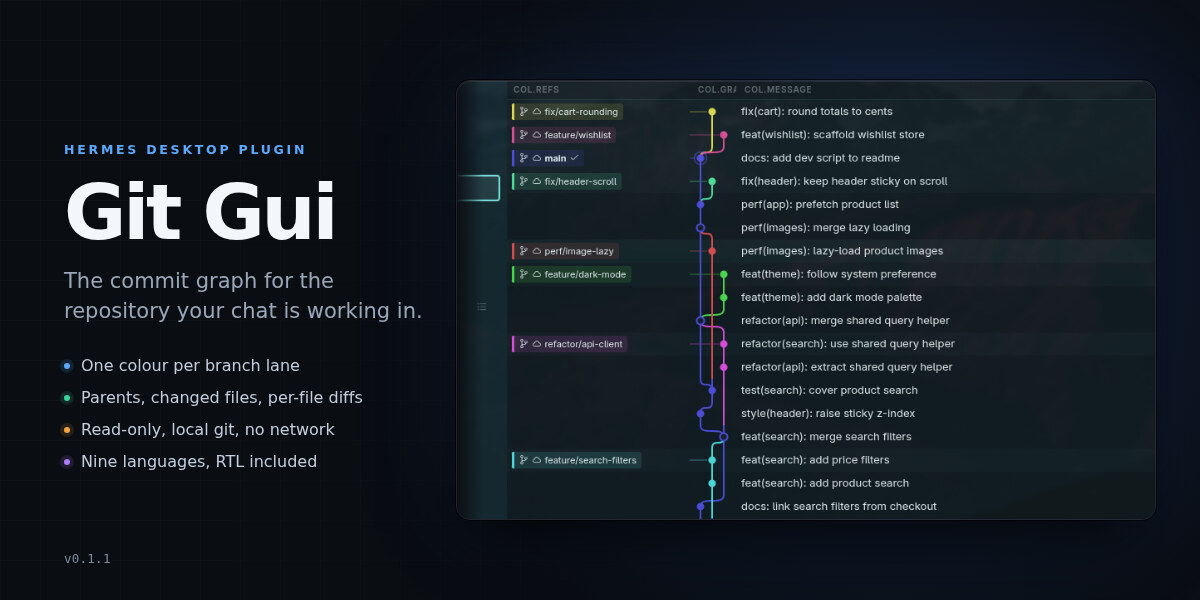 HERMES DESKTOP PLUGIN
Git Gui
The commit graph for the
repository your chat is working in.
One colour per branch lane
Parents, changed files, per-file diffs
Read-only, local git, no network
Nine languages, RTL included
v0.1.1
COL.REFS COL.GRA COL.MESSAGE
fix/cart-rounding fix(cart): round totals to cents
feature/wishlist feat(wishlist): scaffold wishlist store
main docs: add dev script to readme
fix/header-scroll fix(header): keep header sticky on scroll
perf(app): prefetch product list
perf(images): merge lazy loading
perf/image-lazy perf(images): lazy-load product images
feature/dark-mode feat(theme): follow system preference
feat(theme): add dark mode palette
refactor(api): merge shared query helper
refactor/api-client refactor(search): use shared query helper
refactor(api): extract shared query helper
test(search): cover product search
style(header): raise sticky z-index
feat(search): merge search filters
feature/search-filters feat(search): add price filters
feat(search): add product search
docs: link search filters from checkout